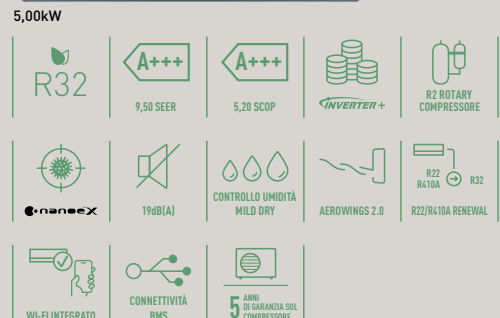 5,00kW
R32
A+++
9,50 SEER
A+++
5,20 SCOP
INVERTER+
R2 ROTARY
COMPRESSORE
nanoeX
19dB(A)
CONTROLLO UMIDITÀ
MILD DRY
AEROWINGS 2.0
R22
R410A
R32
R22/R410A RENEWAL
WI-FI INTEGRATO
CONNETTIVITÀ
BMS
5 ANNI
DI GARANZIA SUL
COMPRESSORE